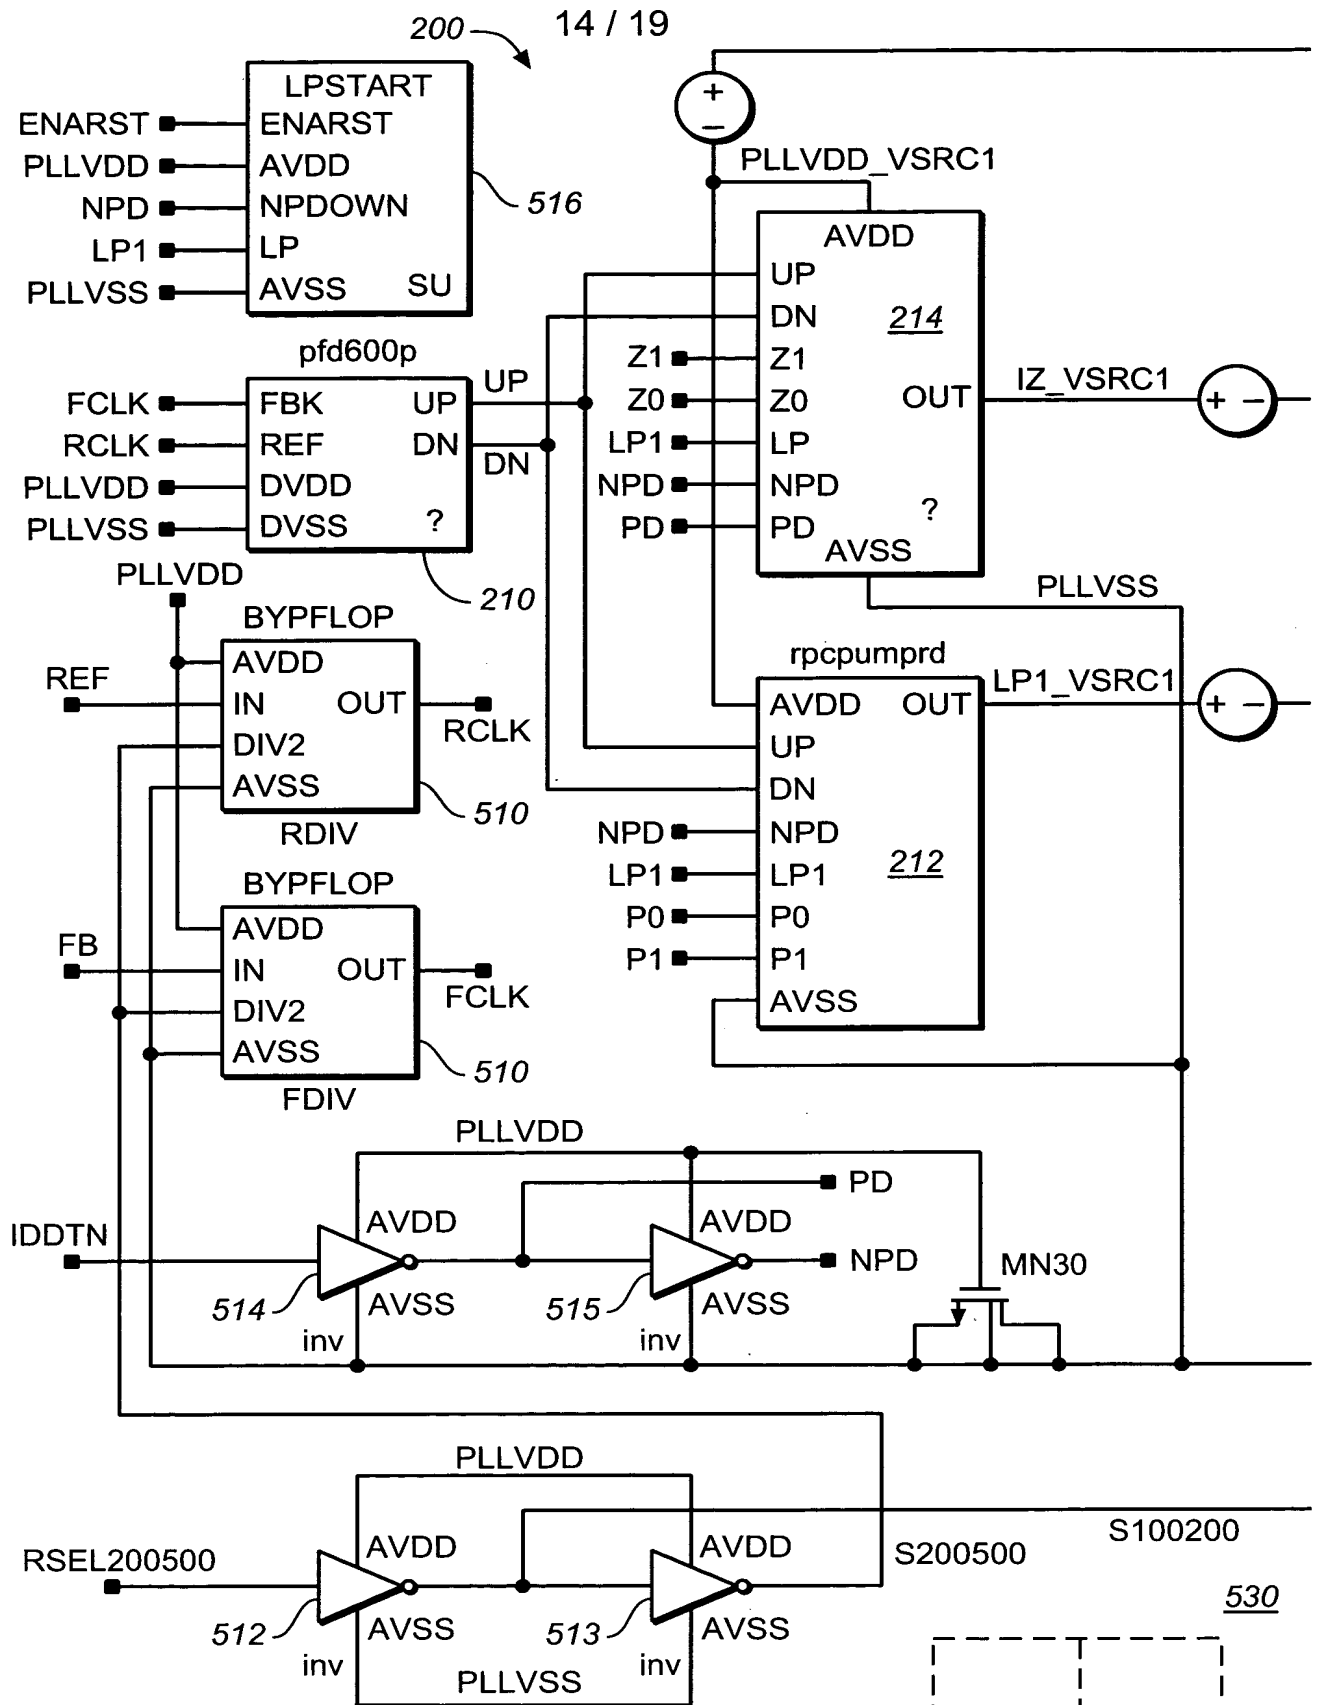 14 / 19
200
LPSTART
ENARST
ENARST
PLLVDD
AVDD
NPD
NPDOWN
LP1
LP
PLLVSS
AVSS
SU
516
pfd600p
FCLK
FBK
UP
UP
RCLK
REF
DN
DN
PLLVDD
DVDD
PLLVSS
DVSS
?
210
+
−
PLLVDD_VSRC1
AVDD
UP
DN
214
Z1
Z1
Z0
Z0
OUT
IZ_VSRC1
+ −
LP1
LP
NPD
NPD
PD
PD
?
AVSS
PLLVSS
PLLVDD
BYPFLOP
AVDD
REF
IN
OUT
RCLK
DIV2
AVSS
510
RDIV
rpcpumprd
AVDD
OUT
LP1_VSRC1
+ −
UP
DN
NPD
NPD
212
LP1
LP1
P0
P0
P1
P1
AVSS
BYPFLOP
AVDD
FB
IN
OUT
FCLK
DIV2
AVSS
510
FDIV
PLLVDD
PD
IDDTN
AVDD
AVDD
NPD
MN30
514
AVSS
515
AVSS
inv
inv
PLLVDD
S100200
RSEL200500
AVDD
AVDD
S200500
512
AVSS
513
AVSS
inv
inv
PLLVSS
530